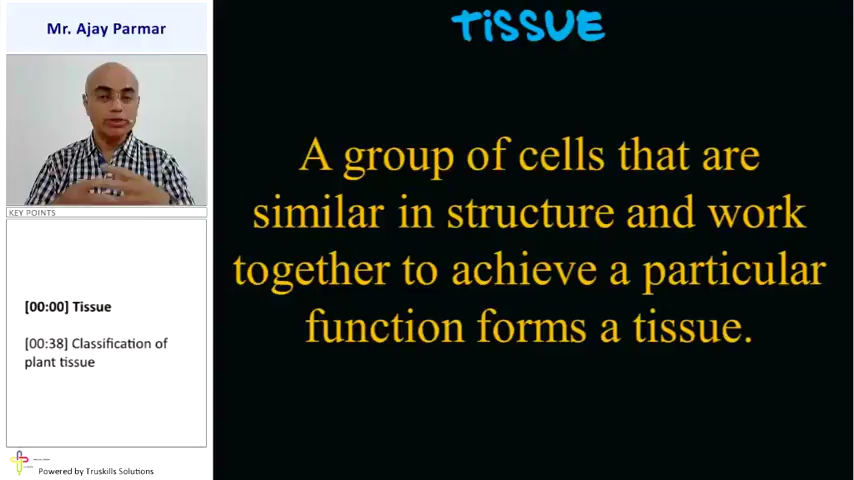 Mr. Ajay Parmar
KEY POINTS
[00:00] Tissue
[00:38] Classification of
plant tissue
Powered by Truskills Solutions
TISSUE
A group of cells that are
similar in structure and work
together to achieve a particular
function forms a tissue.